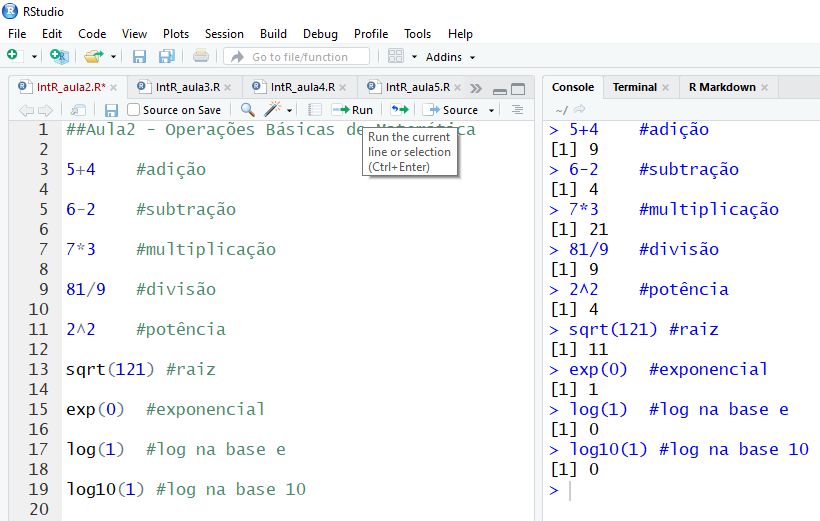 RStudio
File Edit Code View Plots Session Build Debug Profile Tools Help
Go to file/function Addins
IntR_aula2.R* IntR_aula3.R IntR_aula4.R IntR_aula5.R
Source on Save Run Source
Run the current
line or selection
(Ctrl+Enter)
1 ##Aula2 - Operações Básicas de Matemática
2
3 5+4 #adição
4
5 6-2 #subtração
6
7 7*3 #multiplicação
8
9 81/9 #divisão
10
11 2^2 #potência
12
13 sqrt(121) #raiz
14
15 exp(0) #exponencial
16
17 log(1) #log na base e
18
19 log10(1) #log na base 10
20
Console Terminal R Markdown
~/
> 5+4 #adição
[1] 9
> 6-2 #subtração
[1] 4
> 7*3 #multiplicação
[1] 21
> 81/9 #divisão
[1] 9
> 2^2 #potência
[1] 4
> sqrt(121) #raiz
[1] 11
> exp(0) #exponencial
[1] 1
> log(1) #log na base e
[1] 0
> log10(1) #log na base 10
[1] 0
>